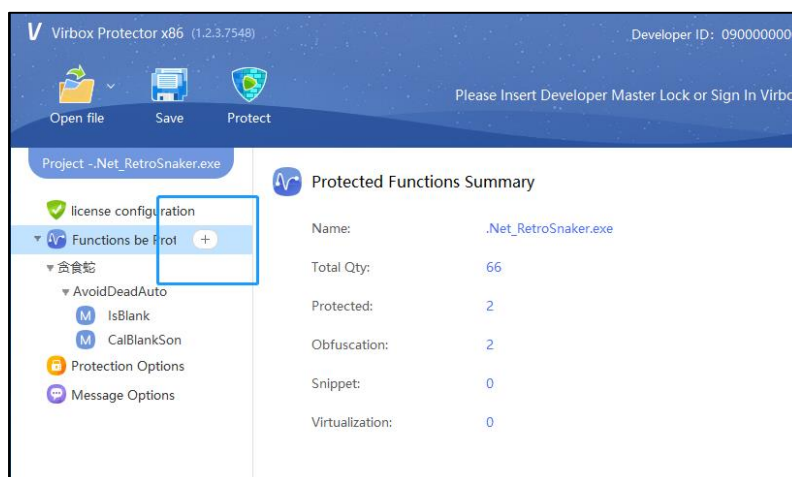 V Virbox Protector x86 (1.2.3.7548)
Developer ID: 090000000
Open file
Save
Protect
Please Insert Developer Master Lock or Sign In Virbo
Project -.Net_RetroSnaker.exe
license configuration
Functions be Prot +
贪食蛇
AvoidDeadAuto
M IsBlank
M CalBlankSon
Protection Options
Message Options
Protected Functions Summary
Name: .Net_RetroSnaker.exe
Total Qty: 66
Protected: 2
Obfuscation: 2
Snippet: 0
Virtualization: 0